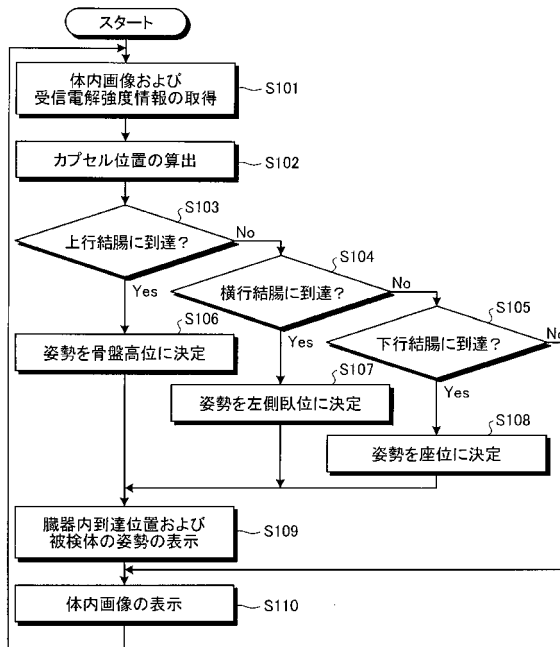 スタート
体内画像および
受信電解強度情報の取得
S101
カプセル位置の算出
S102
上行結腸に到達?
S103
No
Yes
横行結腸に到達?
S104
No
Yes
下行結腸に到達?
S105
No
Yes
姿勢を骨盤高位に決定
S106
姿勢を左側臥位に決定
S107
姿勢を座位に決定
S108
臓器内到達位置および
被検体の姿勢の表示
S109
体内画像の表示
S110